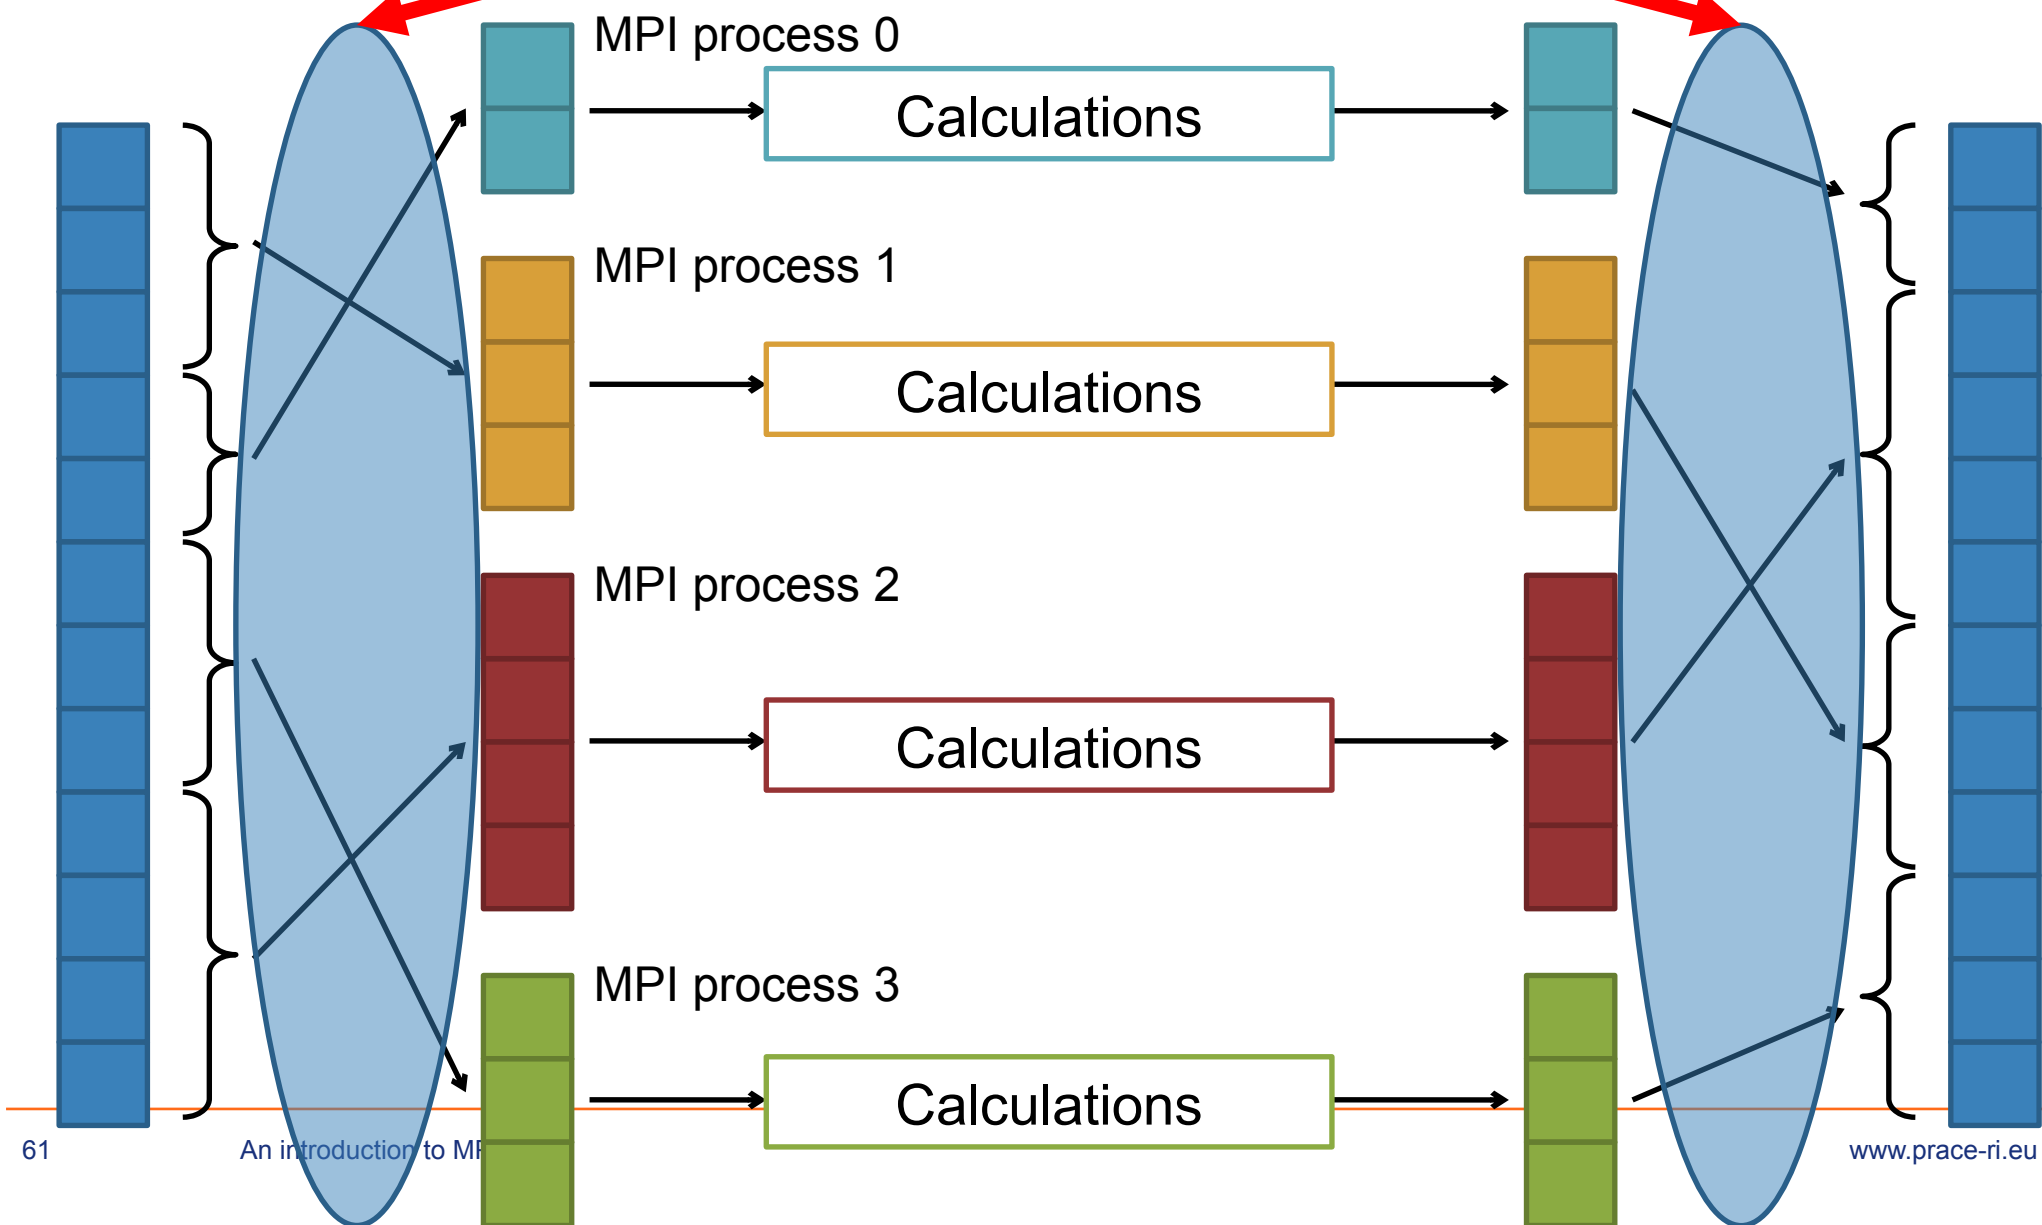 MPI process 0
Calculations
MPI process 1
Calculations
MPI process 2
Calculations
MPI process 3
Calculations
61
An introduction to MP
www.prace-ri.eu